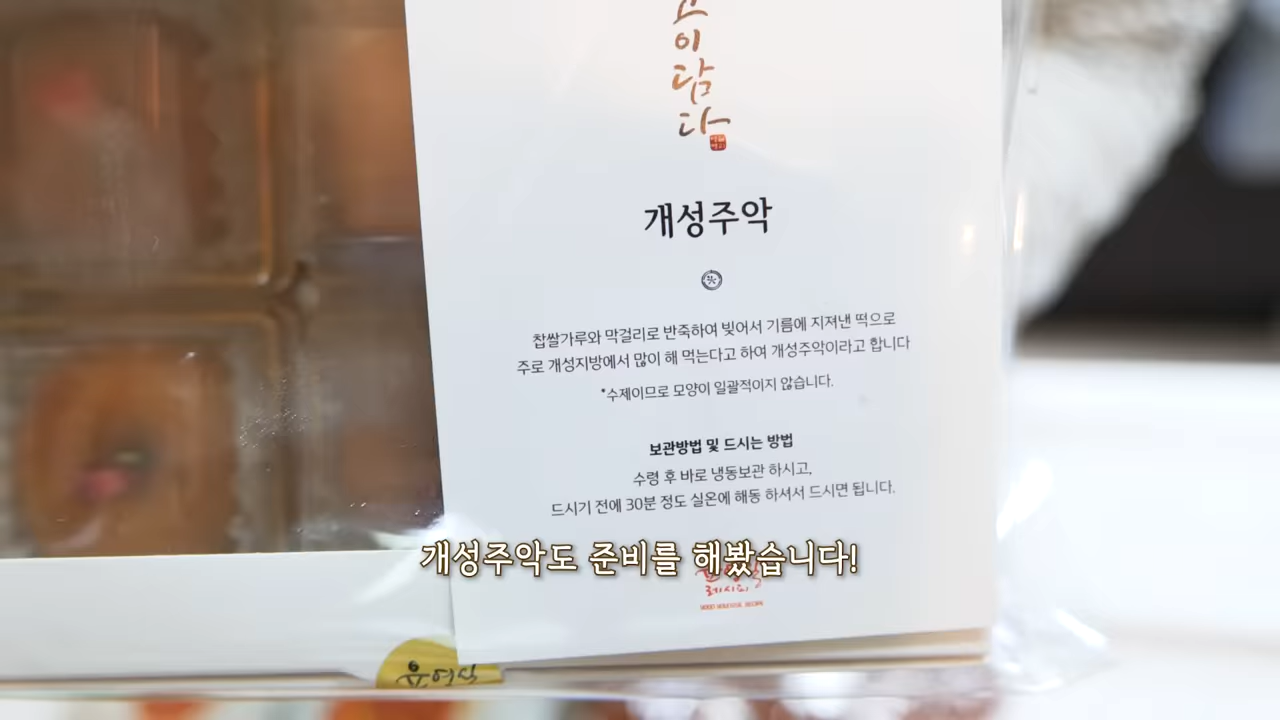 고이담다
개성주악
찹쌀가루와 막걸리로 반죽하여 빚어서 기름에 지져낸 떡으로
주로 개성지방에서 많이 해 먹는다고 하여 개성주악이라고 합니다
*수제이므로 모양이 일괄적이지 않습니다.
보관방법 및 드시는 방법
수령 후 바로 냉동보관 하시고,
드시기 전에 30분 정도 실온에 해동 하셔서 드시면 됩니다.
개성주악도 준비를 해봤습니다!
레시피